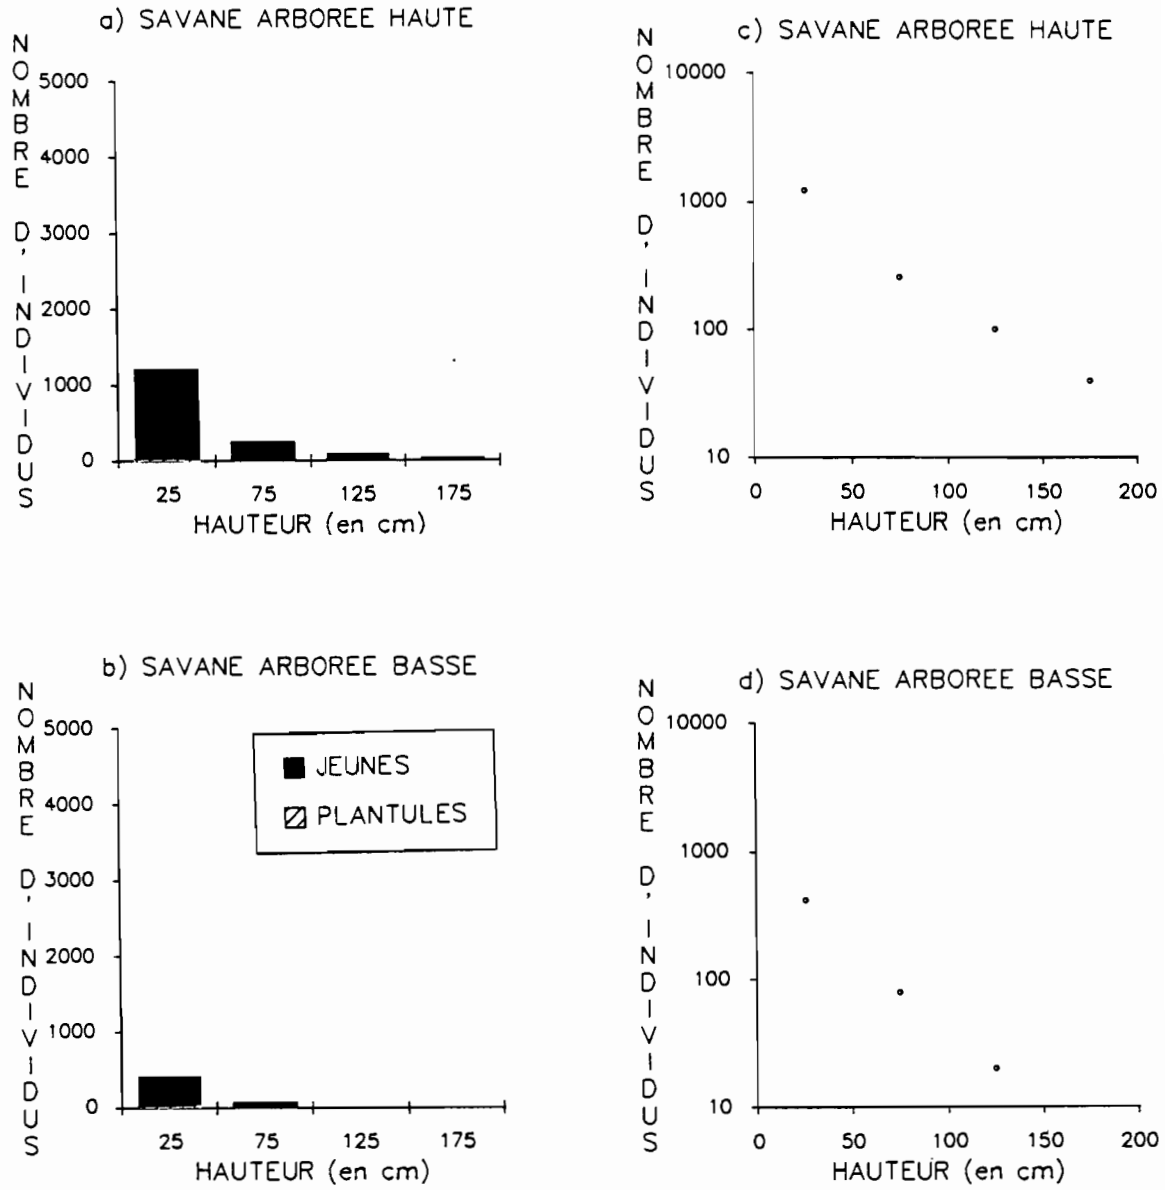 a) SAVANE ARBOREE HAUTE
NOMBRE D'INDIVIDUS
5000
4000
3000
2000
1000
0
25 75 125 175
HAUTEUR (en cm)
c) SAVANE ARBOREE HAUTE
NOMBRE D'INDIVIDUS
10000
1000
100
10
0 50 100 150 200
HAUTEUR (en cm)
b) SAVANE ARBOREE BASSE
NOMBRE D'INDIVIDUS
5000
4000
3000
2000
1000
0
JEUNES
PLANTULES
25 75 125 175
HAUTEUR (en cm)
d) SAVANE ARBOREE BASSE
NOMBRE D'INDIVIDUS
10000
1000
100
10
0 50 100 150 200
HAUTEUR (en cm)